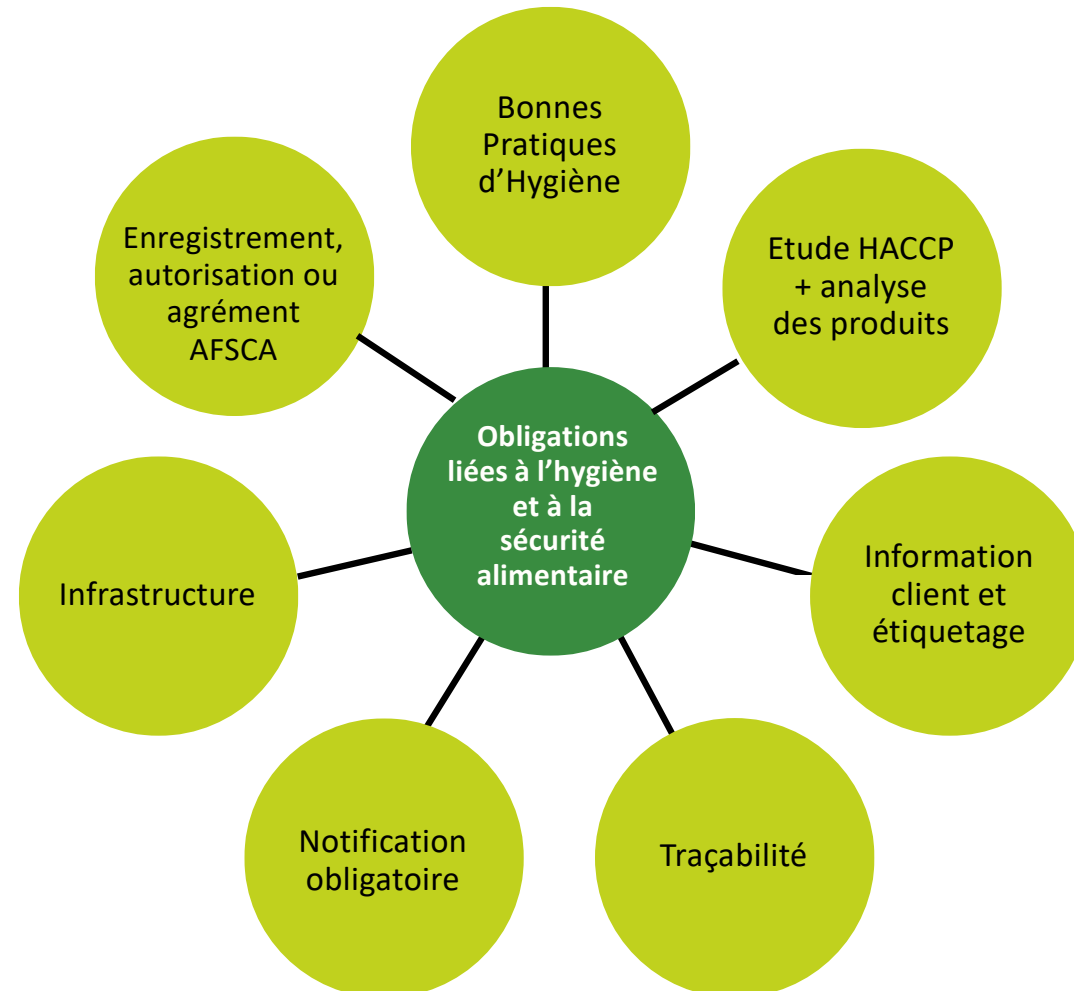 Bonnes
Pratiques
d’Hygiène
Enregistrement,
autorisation ou
agrément
AFSCA
Etude HACCP
+ analyse
des produits
Obligations
liées à l’hygiène
et à la
sécurité
alimentaire
Infrastructure
Information
client et
étiquetage
Notification
obligatoire
Traçabilité